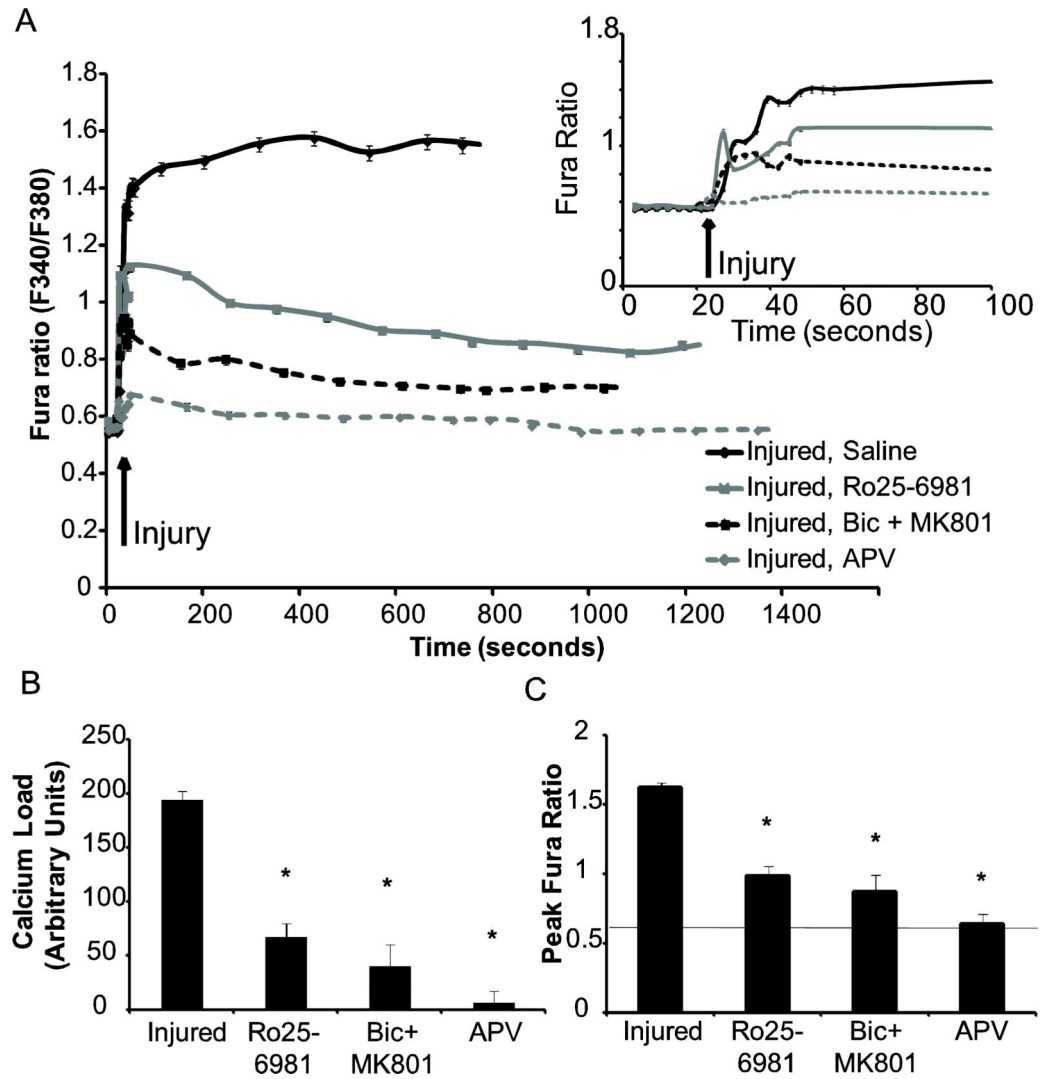 A
Fura ratio (F340/F380)
1.8
1.6
1.4
1.2
1
0.8
0.6
0.4
0.2
0
0 200 400 600 800 1000 1200 1400
Time (seconds)
Injury
Injured, Saline
Injured, Ro25-6981
Injured, Bic + MK801
Injured, APV
Fura Ratio
1.8
1
1
0 20 40 60 80 100
Time (seconds)
Injury
B
Calcium Load
(Arbitrary Units)
250
200
150
100
50
0
Injured Ro25-6981 Bic+MK801 APV
* * *
C
Peak Fura Ratio
2
1.5
1
0.5
0
Injured Ro25-6981 Bic+MK801 APV
* * *